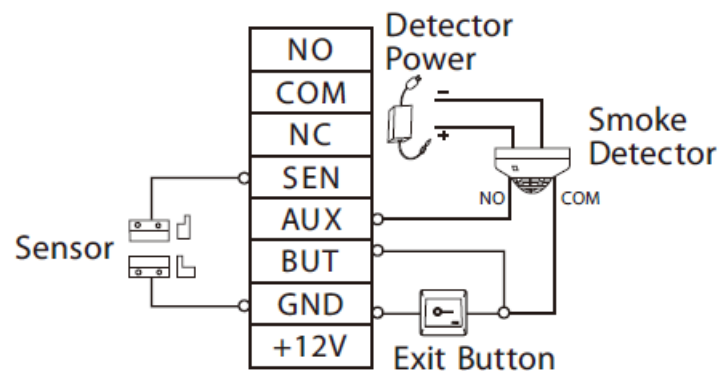 Detector
Power
NO
COM
NC
SEN
AUX
BUT
GND
+12V
−
+
Smoke
Detector
NO
COM
Sensor
Exit Button